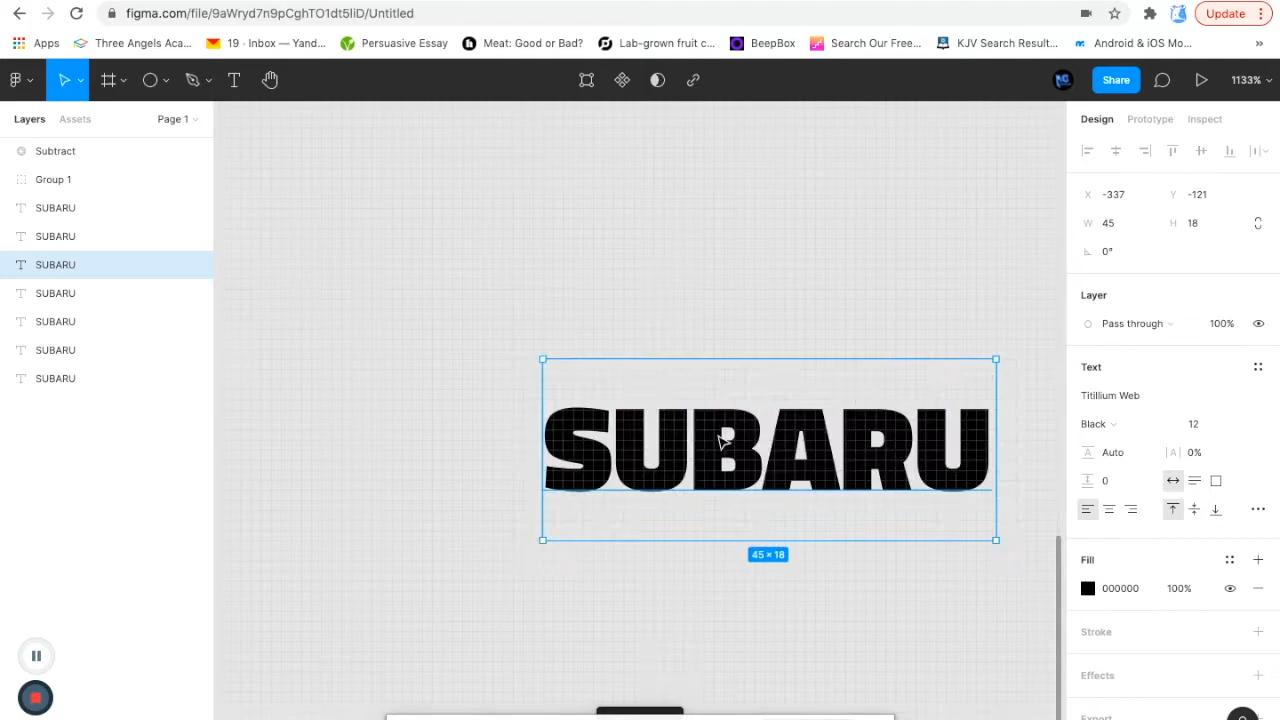 figma.com/file/9aWryd7n9pCghTO1dt5liD/Untitled
Update
Apps Three Angels Aca... 19 · Inbox — Yand... Persuasive Essay Meat: Good or Bad? Lab-grown fruit c... BeepBox Search Our Free... KJV Search Result... Android & iOS Mo... »
Share 1133%
Layers Assets Page 1
Design Prototype Inspect
Subtract
Group 1
SUBARU
SUBARU
SUBARU
SUBARU
SUBARU
SUBARU
SUBARU
SUBARU
45 × 18
X -337 Y -121
W 45 H 18
0°
Layer
Pass through 100%
Text
Titillium Web
Black 12
Auto 0%
0
Fill
000000 100%
Stroke
Effects
Export